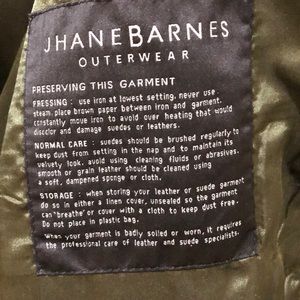 JHANEBARNES
OUTERWEAR
PRESERVING THIS GARMENT
PRESSING : use iron at lowest setting, never use
steam, place brown paper between iron and garment.
constantly move iron to avoid over heating that would
discolor and damage suedes or leathers.
NORMAL CARE : suedes should be brushed regularly to
keep dust from setting in the nap and to maintain its
velvety look. avoid using cleaning fluids or abrasives.
smooth or grain leather should be cleaned using
a soft, dampened sponge or cloth.
STORAGE : when storing your leather or suede garment
do so in either a linen cover, unsealed so the garment
can "breathe" or cover with a cloth to keep dust free.
Do not place in plastic bag.
When your garment is badly soiled or worn, it requires
the professional care of leather and suede specialists.